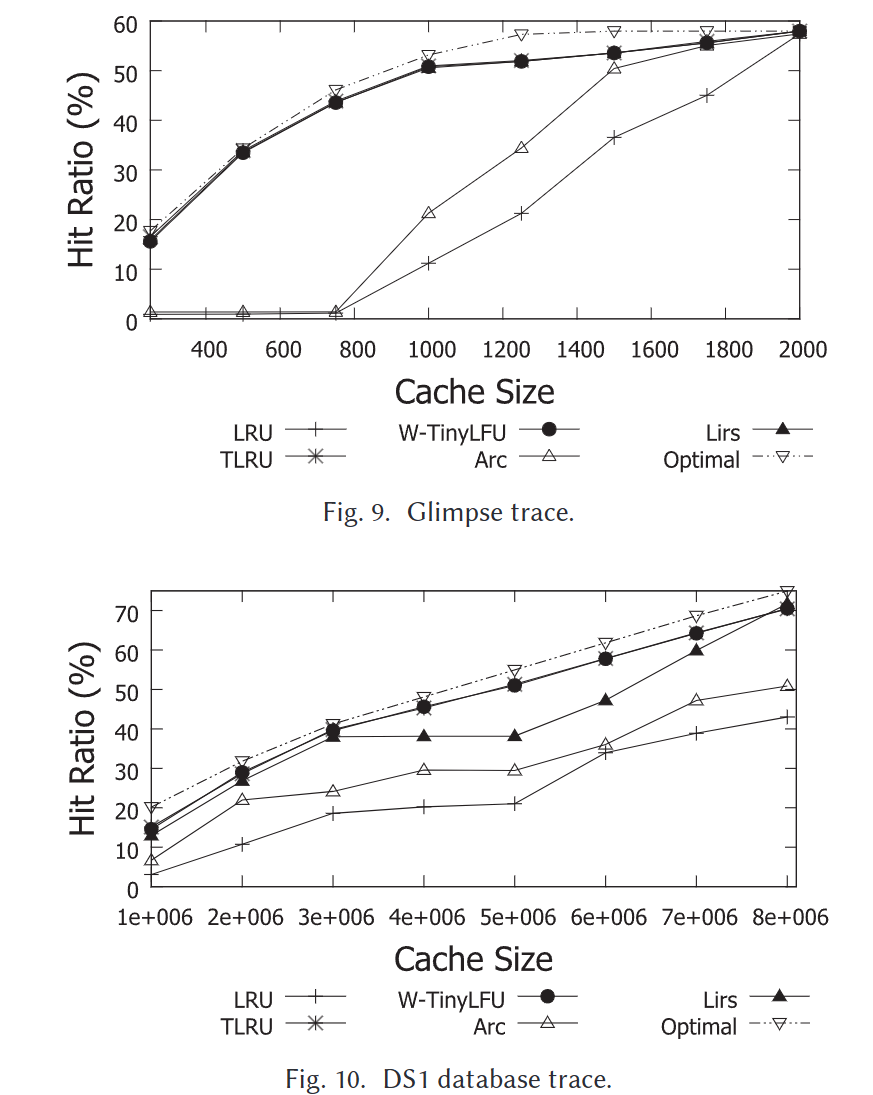 60
50
40
30
20
10
0
Hit Ratio (%)
400 600 800 1000 1200 1400 1600 1800 2000
Cache Size
LRU W-TinyLFU Lirs
TLRU Arc Optimal
Fig. 9. Glimpse trace.
70
60
50
40
30
20
10
0
Hit Ratio (%)
1e+006 2e+006 3e+006 4e+006 5e+006 6e+006 7e+006 8e+006
Cache Size
LRU W-TinyLFU Lirs
TLRU Arc Optimal
Fig. 10. DS1 database trace.